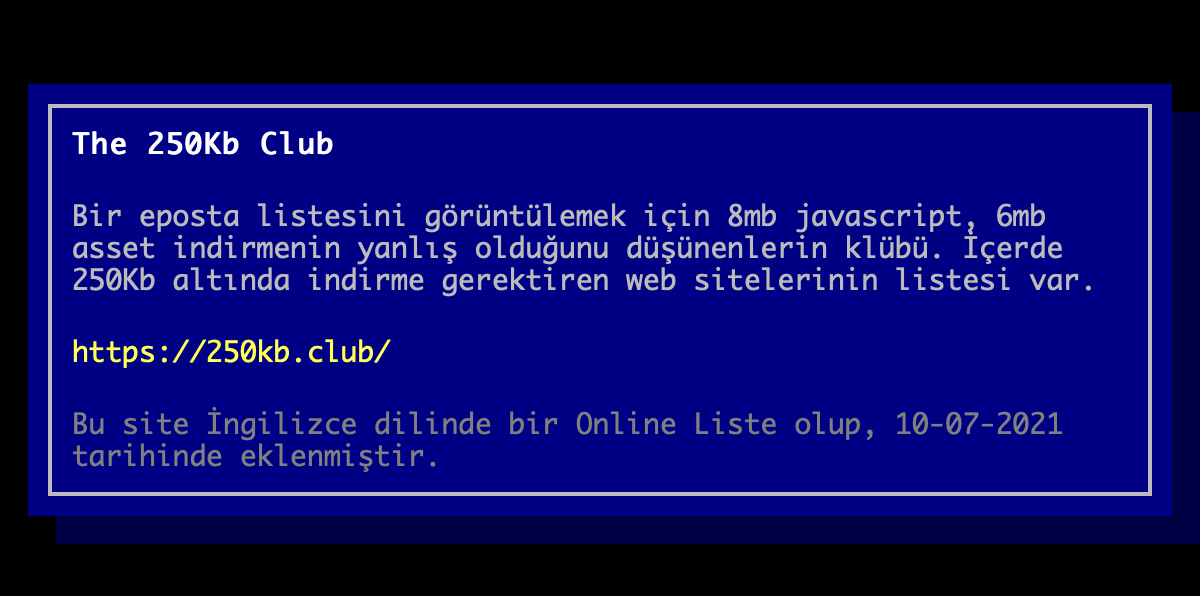 The 250Kb Club
Bir eposta listesini görüntülemek için 8mb javascript, 6mb
asset indirmenin yanlış olduğunu düşünenlerin klübü. İçerde
250Kb altında indirme gerektiren web sitelerinin listesi var.
https://250kb.club/
Bu site İngilizce dilinde bir Online Liste olup, 10-07-2021
tarihinde eklenmiştir.